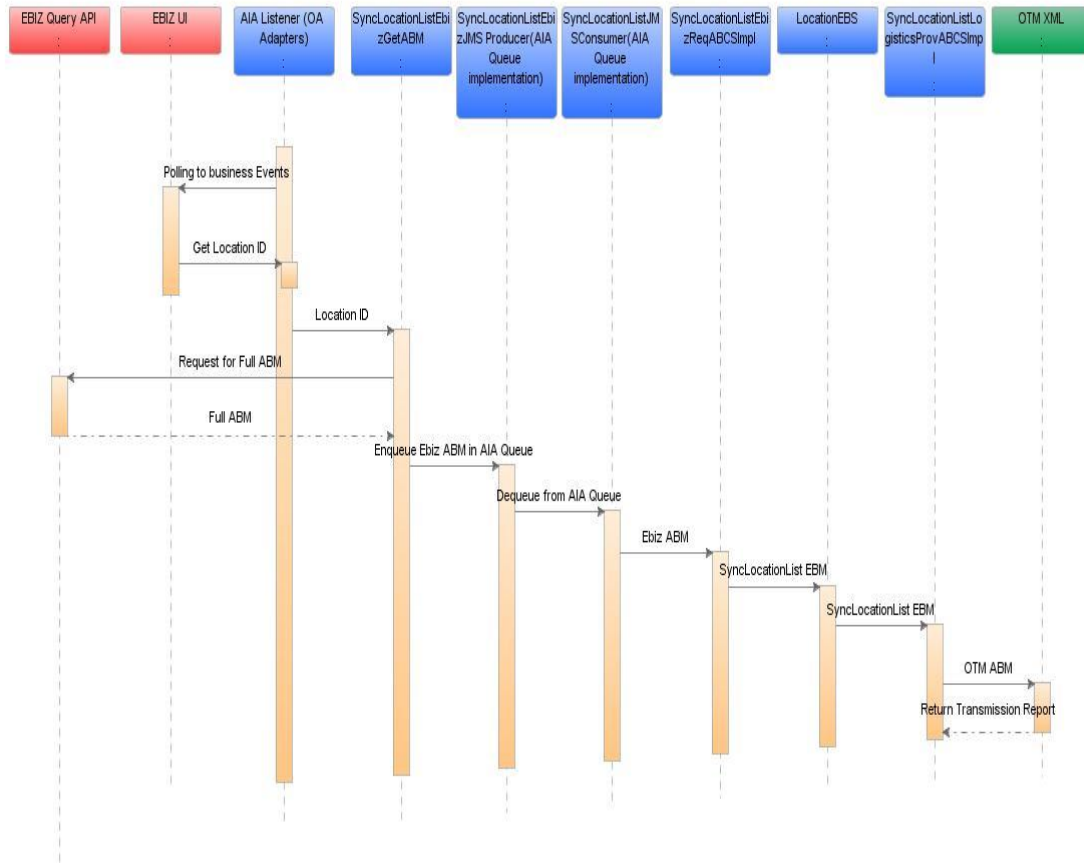 EBIZ Query API
:
EBIZ UI
:
AIA Listener (OA
Adapters)
:
SyncLocationListEbi
zGetABM
:
SyncLocationListEbi
zJMS Producer(AIA
Queue
implementation)
:
SyncLocationListJM
SConsumer(AIA
Queue
implementation)
:
SyncLocationListEbi
zReqABCSImpl
:
LocationEBS
:
SyncLocationListLo
gisticsProvABCSImp
l
:
OTM XML
:
Polling to business Events
Get Location ID
Location ID
Request for Full ABM
Full ABM
Enqueue Ebiz ABM in AIA Queue
Dequeue from AIA Queue
Ebiz ABM
SyncLocationList EBM
SyncLocationList EBM
OTM ABM
Return Transmission Report